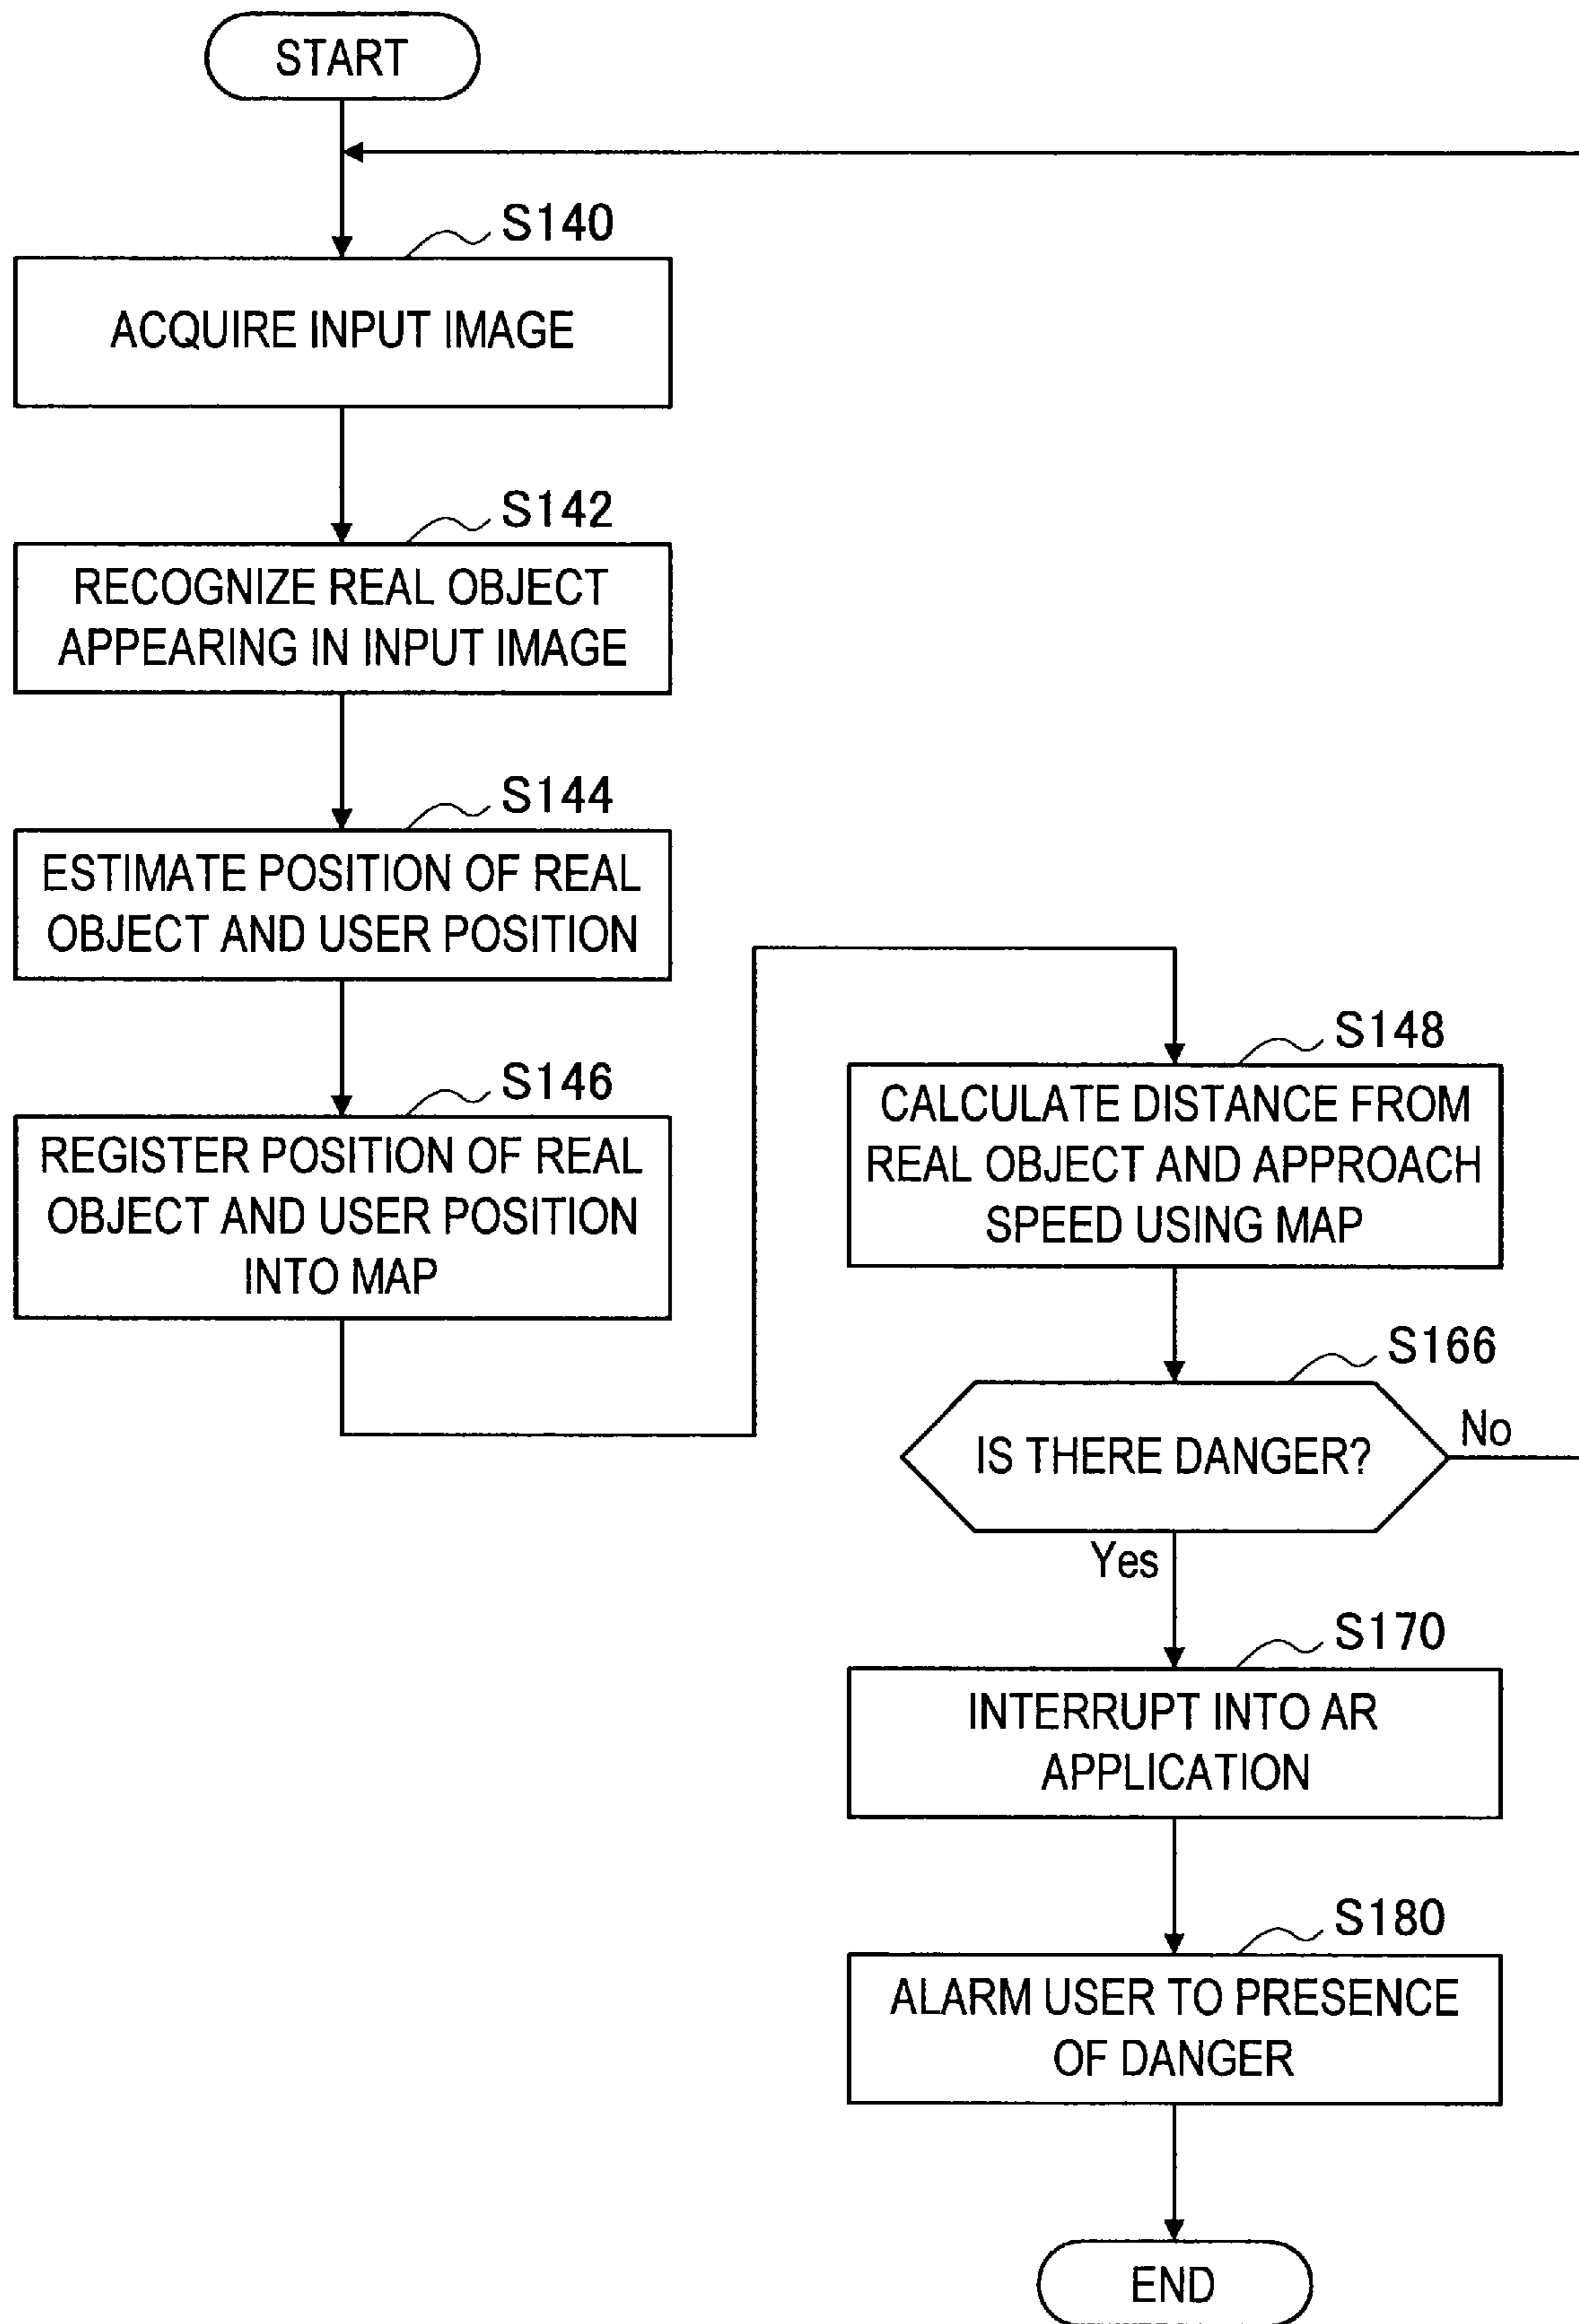 START
S140
ACQUIRE INPUT IMAGE
S142
RECOGNIZE REAL OBJECT
APPEARING IN INPUT IMAGE
S144
ESTIMATE POSITION OF REAL
OBJECT AND USER POSITION
S146
REGISTER POSITION OF REAL
OBJECT AND USER POSITION
INTO MAP
S148
CALCULATE DISTANCE FROM
REAL OBJECT AND APPROACH
SPEED USING MAP
S166
IS THERE DANGER?
No
Yes
S170
INTERRUPT INTO AR
APPLICATION
S180
ALARM USER TO PRESENCE
OF DANGER
END